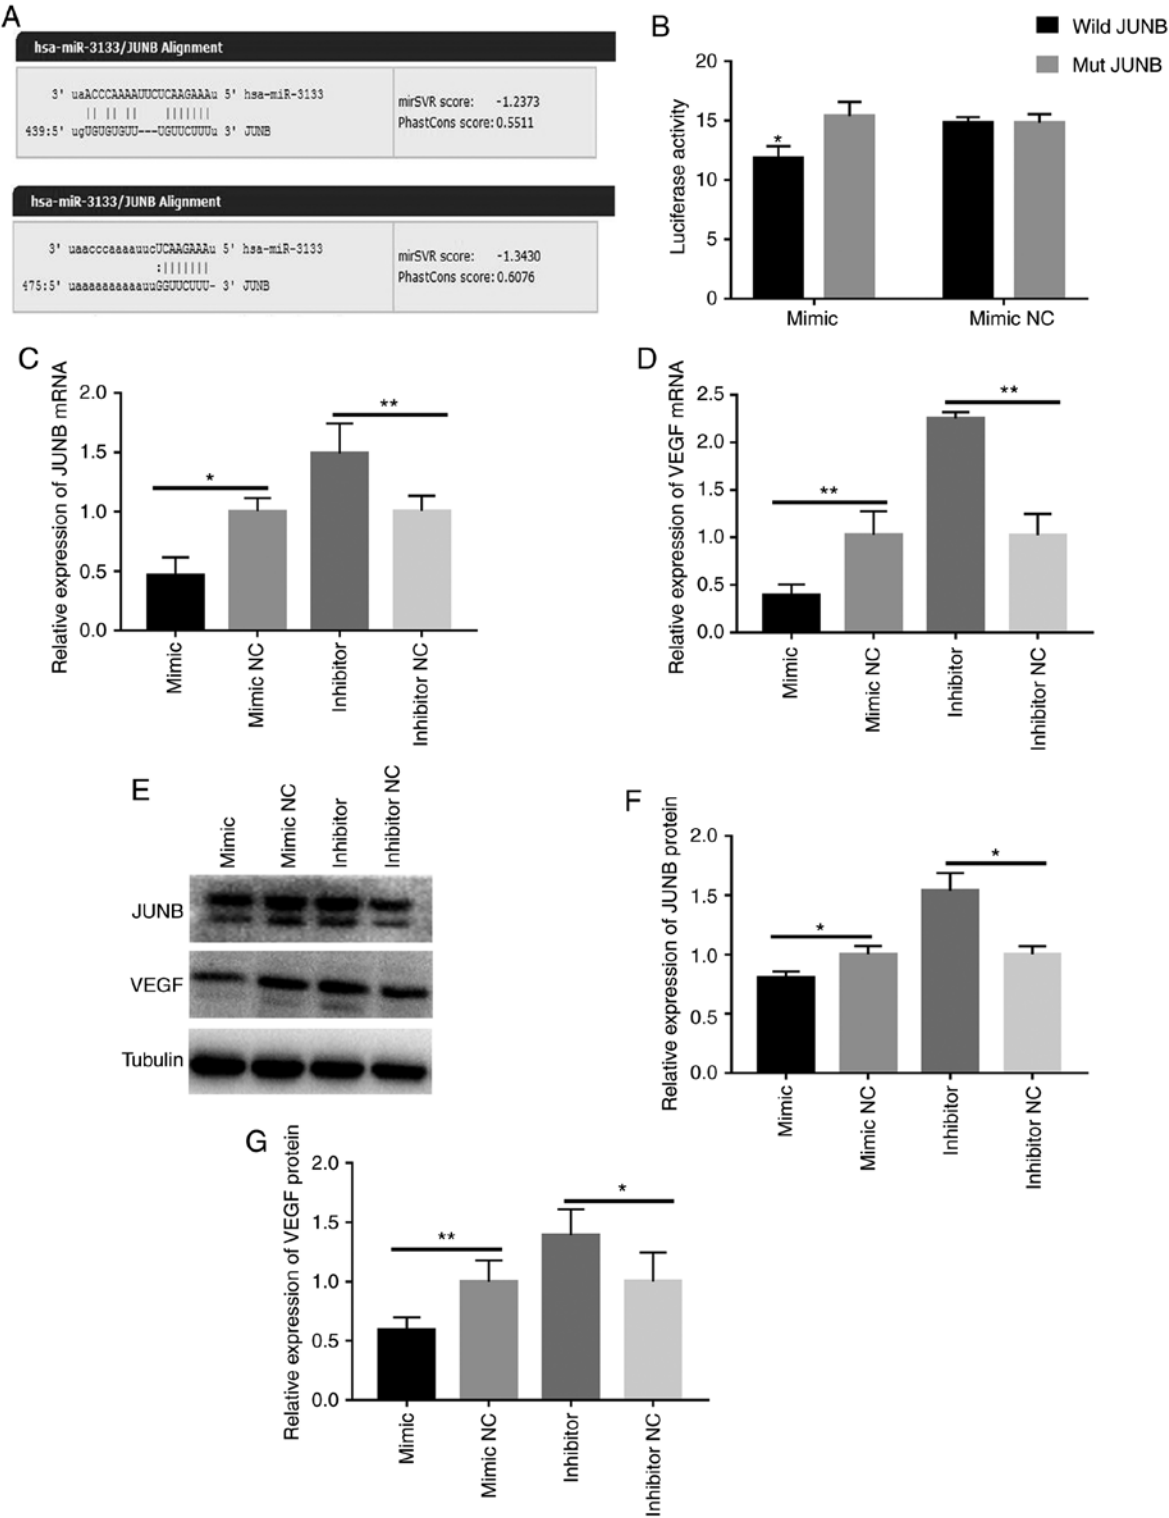 A
hsa-miR-3133/JUNB Alignment
3' uaACCCAAAAUUCUCAAGAAAu 5' hsa-miR-3133
|| || || |||||||
439:5' ugUGUGUGUU---UGUUCUUUu 3' JUNB
mirSVR score: -1.2373
PhastCons score: 0.5511
hsa-miR-3133/JUNB Alignment
3' uaacccaaaauucUCAAGAAAu 5' hsa-miR-3133
:|||||||
475:5' uaaaaaaaaaaauuGGUUCUUU- 3' JUNB
mirSVR score: -1.3430
PhastCons score: 0.6076
B
Wild JUNB
Mut JUNB
Luciferase activity
20
15
10
5
0
*
Mimic
Mimic NC
C
Relative expression of JUNB mRNA
2.0
1.5
1.0
0.5
0.0
*
**
Mimic
Mimic NC
Inhibitor
Inhibitor NC
D
Relative expression of VEGF mRNA
2.5
2.0
1.5
1.0
0.5
0.0
**
**
Mimic
Mimic NC
Inhibitor
Inhibitor NC
E
Mimic
Mimic NC
Inhibitor
Inhibitor NC
JUNB
VEGF
Tubulin
F
Relative expression of JUNB protein
2.0
1.5
1.0
0.5
0.0
*
*
Mimic
Mimic NC
Inhibitor
Inhibitor NC
G
Relative expression of VEGF protein
2.0
1.5
1.0
0.5
0.0
**
*
Mimic
Mimic NC
Inhibitor
Inhibitor NC